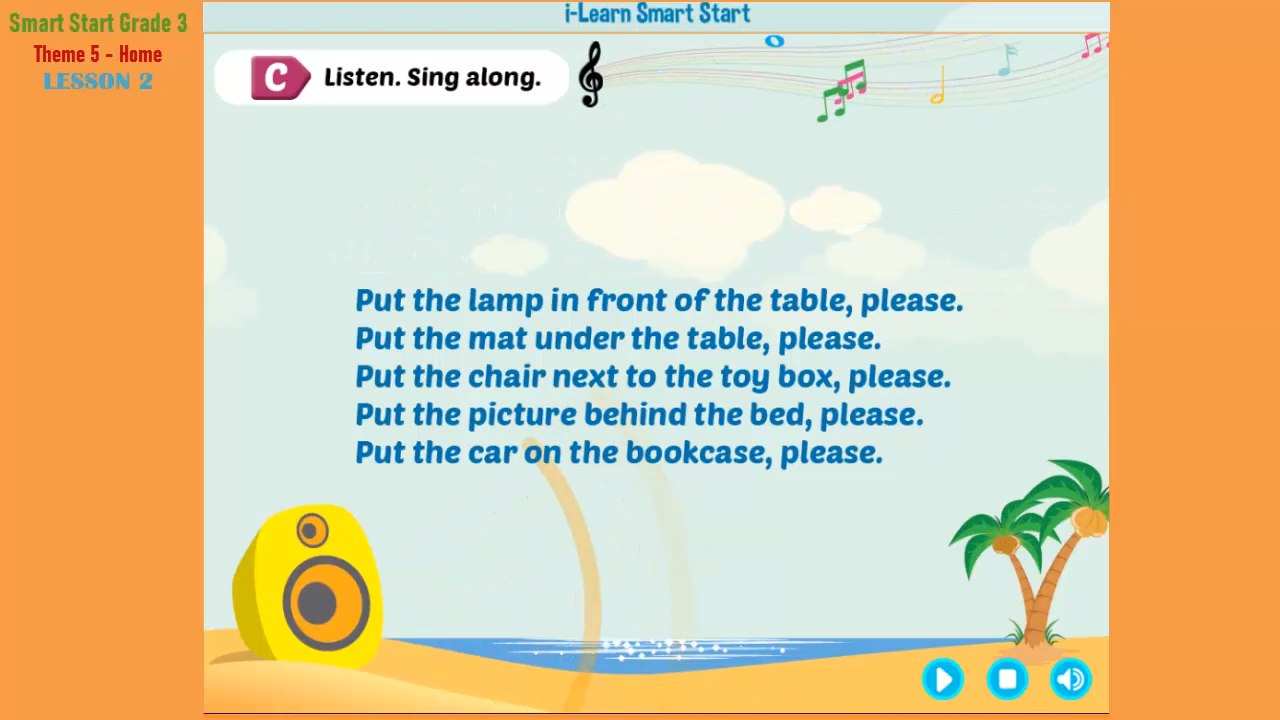 Smart Start Grade 3
Theme 5 - Home
LESSON 2
i-Learn Smart Start
C Listen. Sing along.
Put the lamp in front of the table, please.
Put the mat under the table, please.
Put the chair next to the toy box, please.
Put the picture behind the bed, please.
Put the car on the bookcase, please.